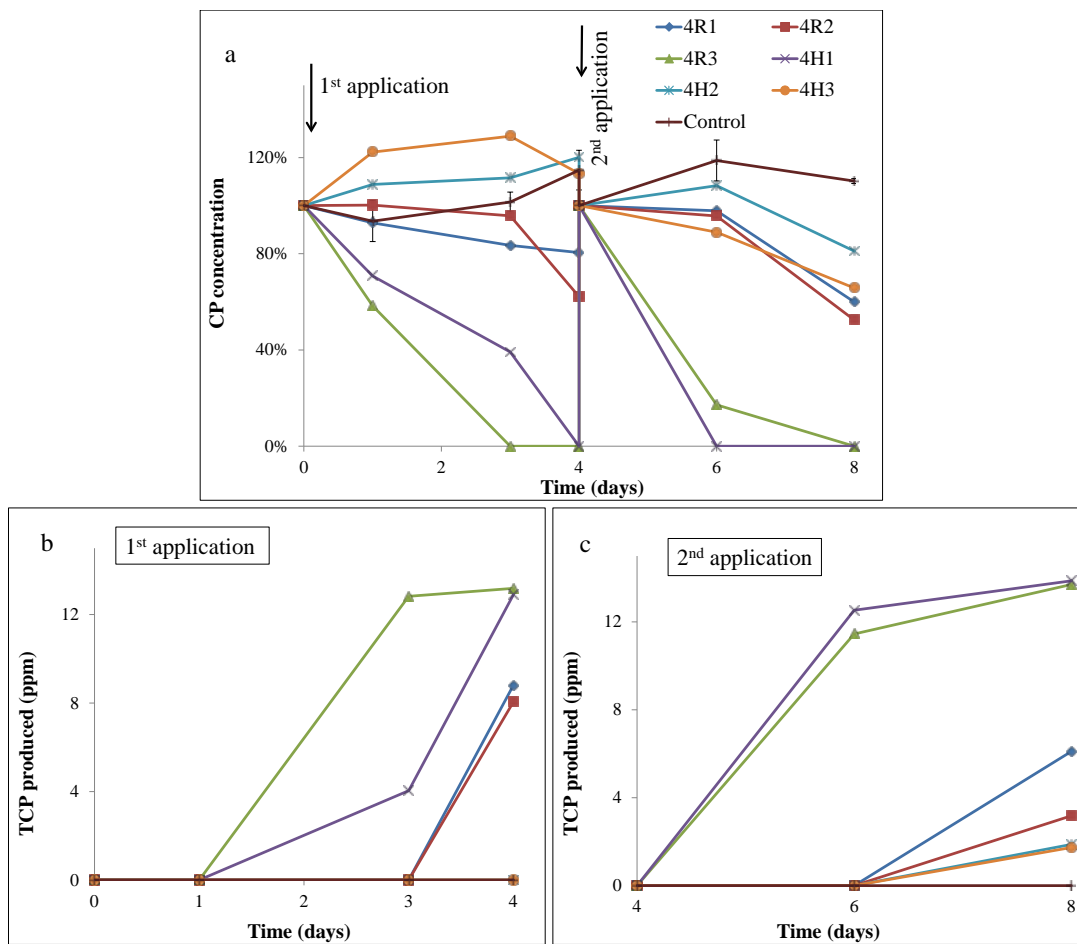 a
1st application
2nd application
4R1
4R2
4R3
4H1
4H2
4H3
Control
CP concentration
120%
80%
40%
0%
0
2
4
6
8
Time (days)
b
1st application
TCP produced (ppm)
12
8
4
0
0
1
2
3
4
Time (days)
c
2nd application
TCP produced (ppm)
12
8
4
0
4
6
8
Time (days)